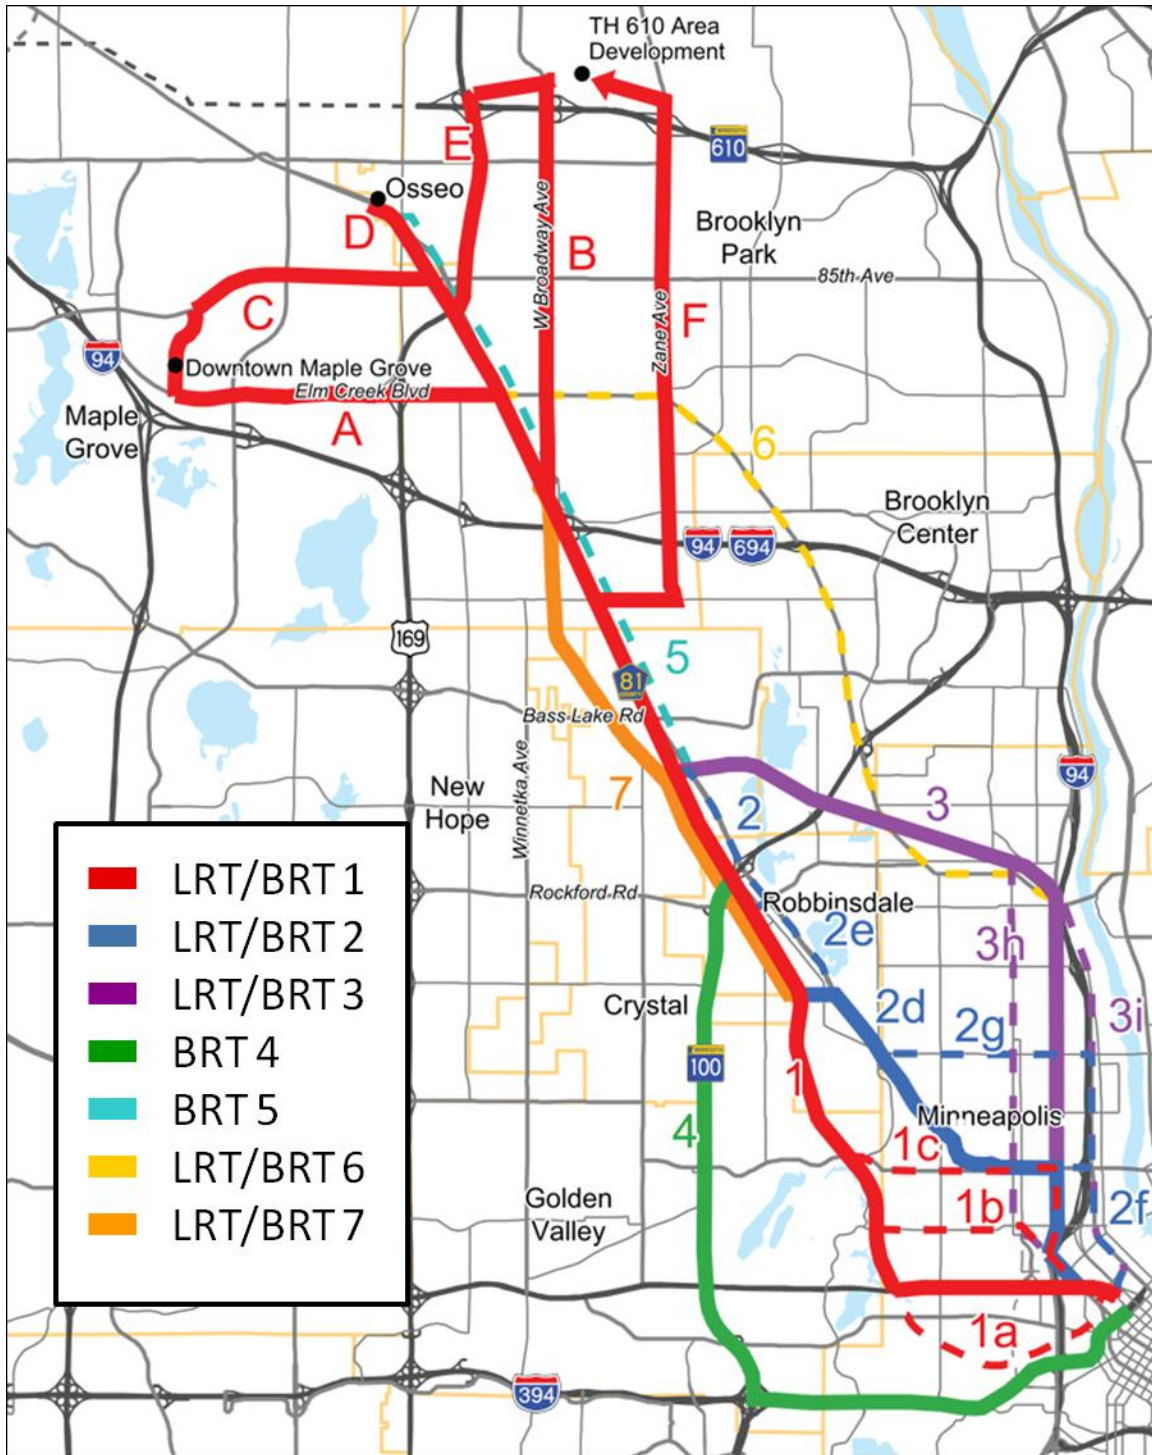 TH 610 Area
Development
E
610
Osseo
D
W Broadway Ave
B
Brooklyn
Park
85th Ave
C
Zane Ave
F
94
Downtown Maple Grove
Elm Creek Blvd
Maple
Grove
A
6
Brooklyn
Center
94
694
169
5
81
COUNTY
Bass Lake Rd
94
New
Hope
Winnetka Ave
7
2
3
Rockford Rd
Robbinsdale
2e
3h
Crystal
2d
2g
3i
100
1
4
Minneapolis
1c
Golden
Valley
1b
2f
1a
394
LRT/BRT 1
LRT/BRT 2
LRT/BRT 3
BRT 4
BRT 5
LRT/BRT 6
LRT/BRT 7